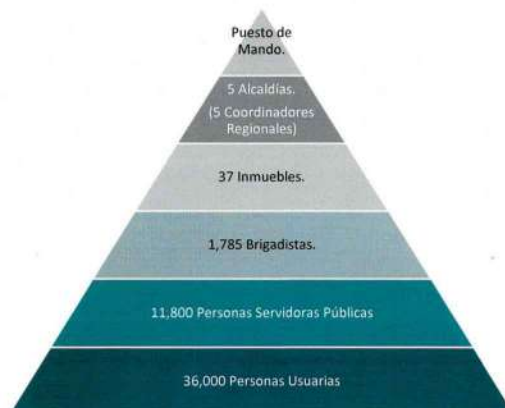 Puesto de
Mando.
5 Alcaldías.
(5 Coordinadores
Regionales)
37 Inmuebles.
1,785 Brigadistas.
11,800 Personas Servidoras Públicas
36,000 Personas Usuarias